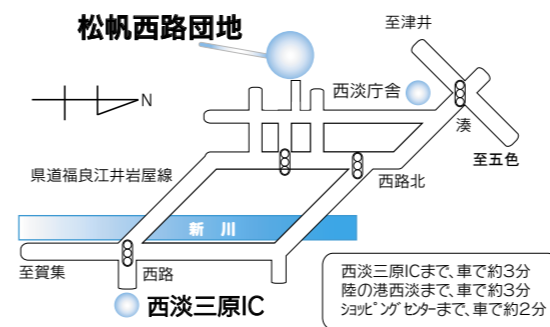 松帆西路団地
至津井
西淡庁舎
N
湊
至五色
県道福良江井岩屋線
西路北
新川
至賀集
西路
西淡三原IC
西淡三原ICまで、車で約3分
陸の港西淡まで、車で約3分
ｼｮｯﾋﾟﾝｸﾞｾﾝﾀｰまで、車で約2分